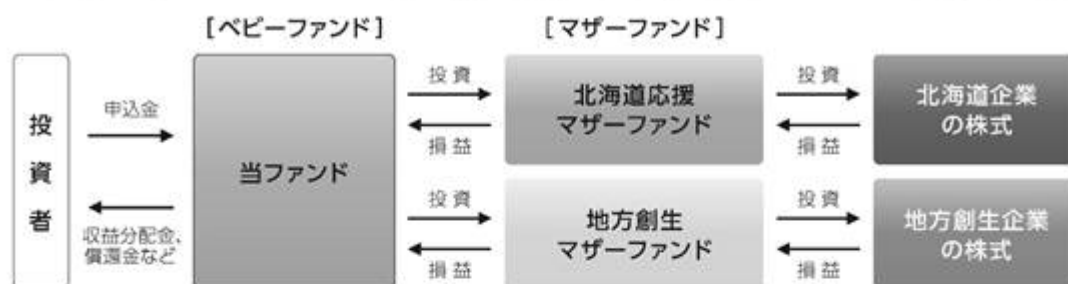 [ベビーファンド]
[マザーファンド]
投資者
申込金
収益分配金、
償還金など
当ファンド
投資
損益
北海道応援
マザーファンド
投資
損益
北海道企業
の株式
投資
損益
地方創生
マザーファンド
投資
損益
地方創生企業
の株式